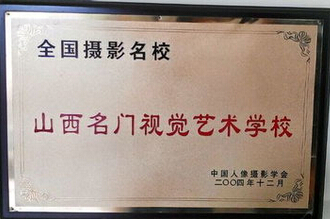 全国摄影名校
山西名门视觉艺术学校
中国人像摄影学会
二〇〇四年十二月